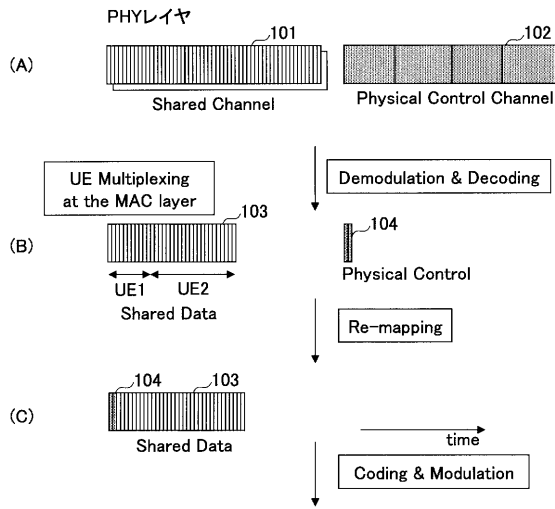 PHYレイヤ
101
102
(A)
Shared Channel
Physical Control Channel
UE Multiplexing
at the MAC layer
Demodulation & Decoding
103
104
(B)
Physical Control
UE1
UE2
Shared Data
Re-mapping
104
103
(C)
Shared Data
time
Coding & Modulation